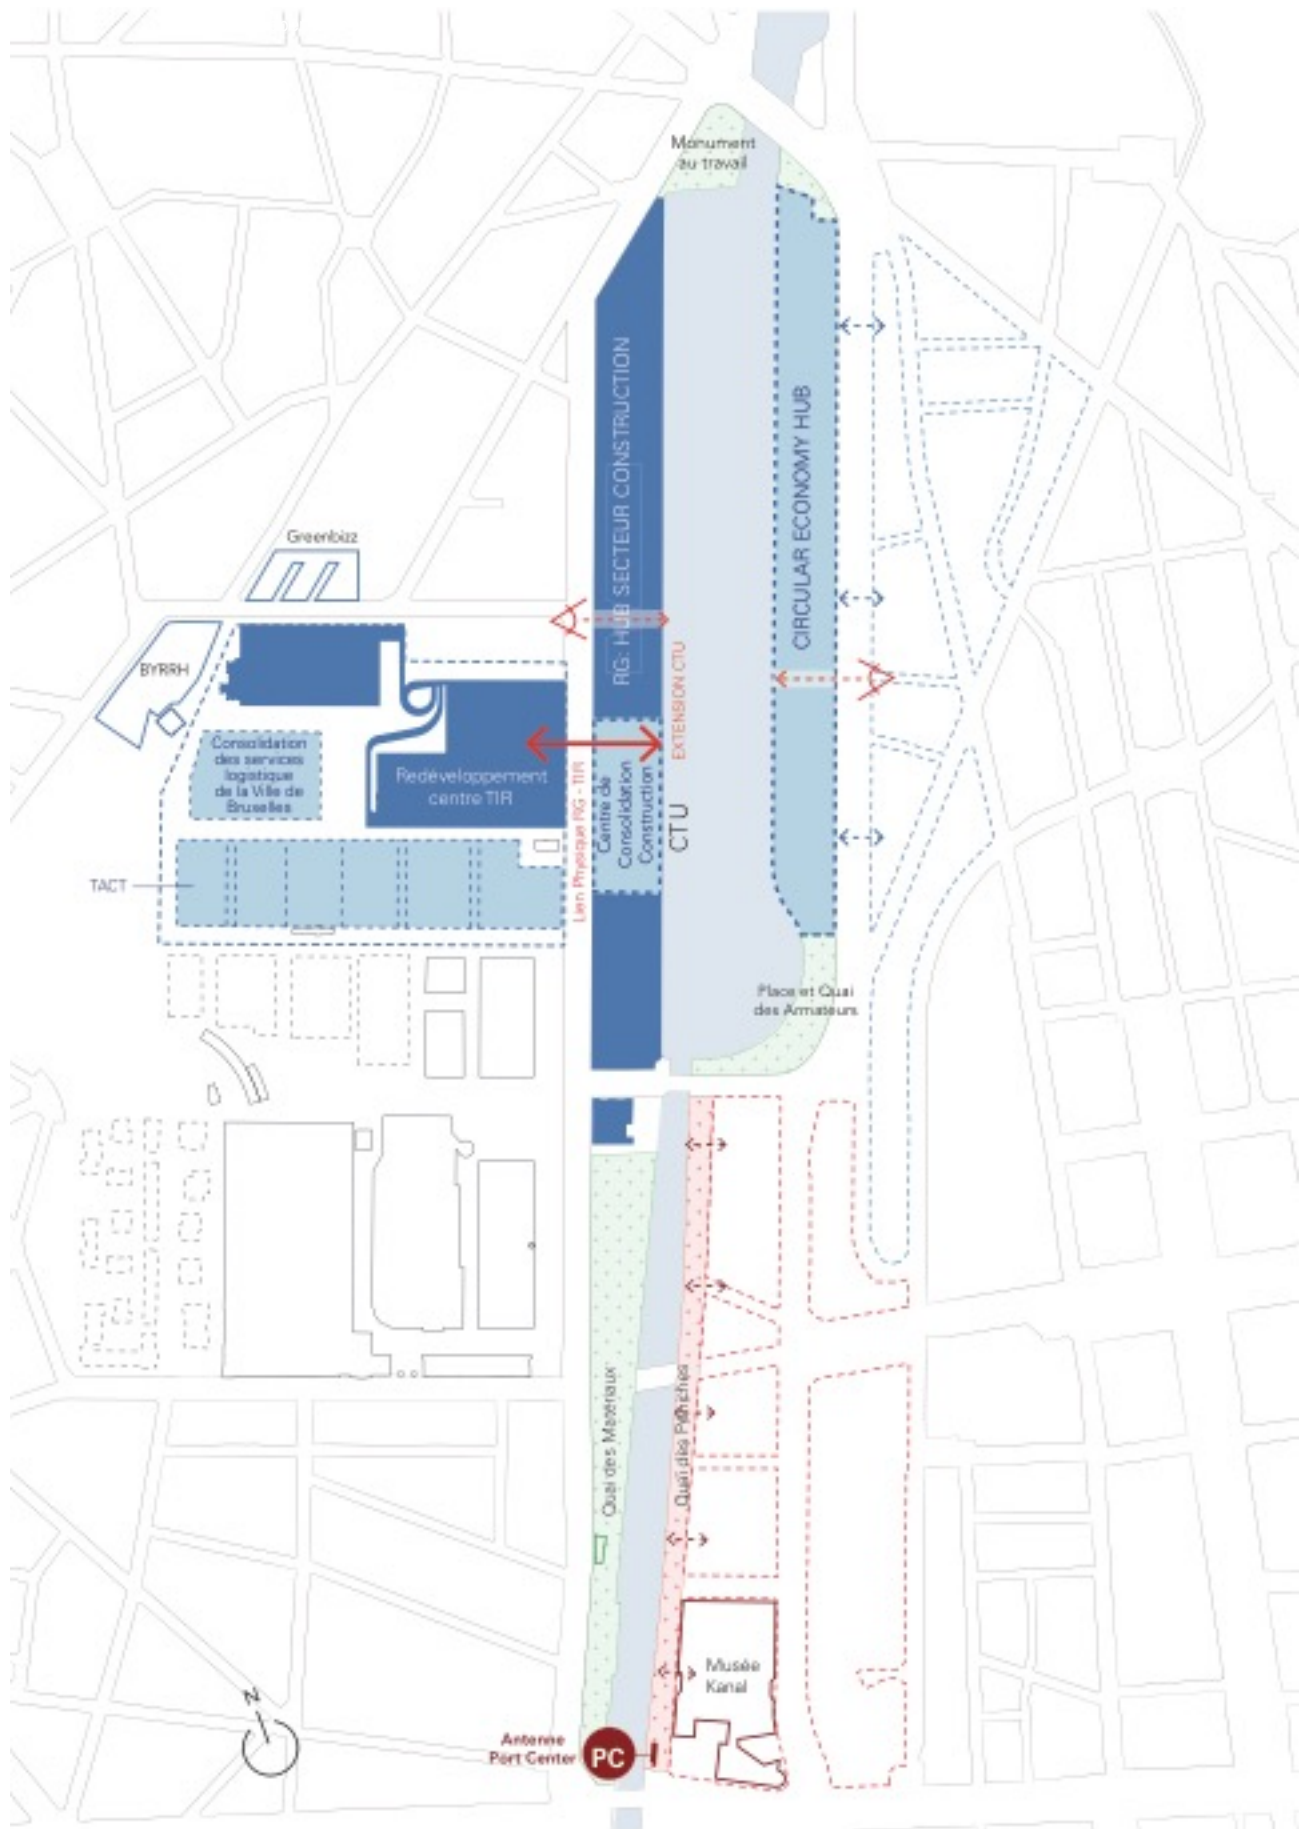 Monument
au travail
RG: HUB SECTEUR CONSTRUCTION
CIRCULAR ECONOMY HUB
Greenbizz
BYRRH
EXTENSION CTU
Consolidation
des services
logistique
de la Ville de
Bruxelles
Redéveloppement
centre TIR
Lien Physique RG - TIR
Centre de
Consolidation
Construction
CTU
TACT
Place et Quai
des Armateurs
Quai des Matériaux
Quai des Péniches
Musée
Kanal
N
Antenne
Port Center
PC